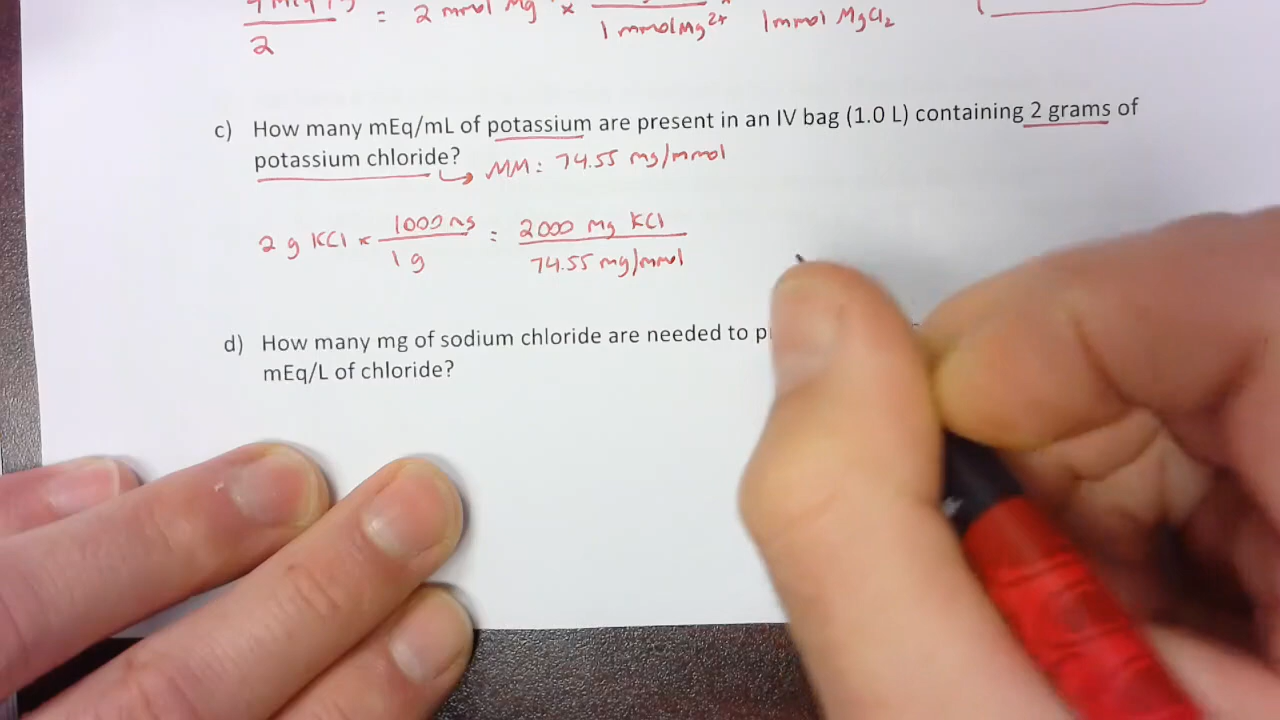 2 = 2 mmol Mg × 1 mmol Mg²⁺ 1 mmol MgCl₂
c) How many mEq/mL of potassium are present in an IV bag (1.0 L) containing 2 grams of
potassium chloride? MM: 74.55 mg/mmol
2 g KCl × 1000 mg / 1 g = 2000 mg KCl / 74.55 mg/mmol
d) How many mg of sodium chloride are needed to
mEq/L of chloride?